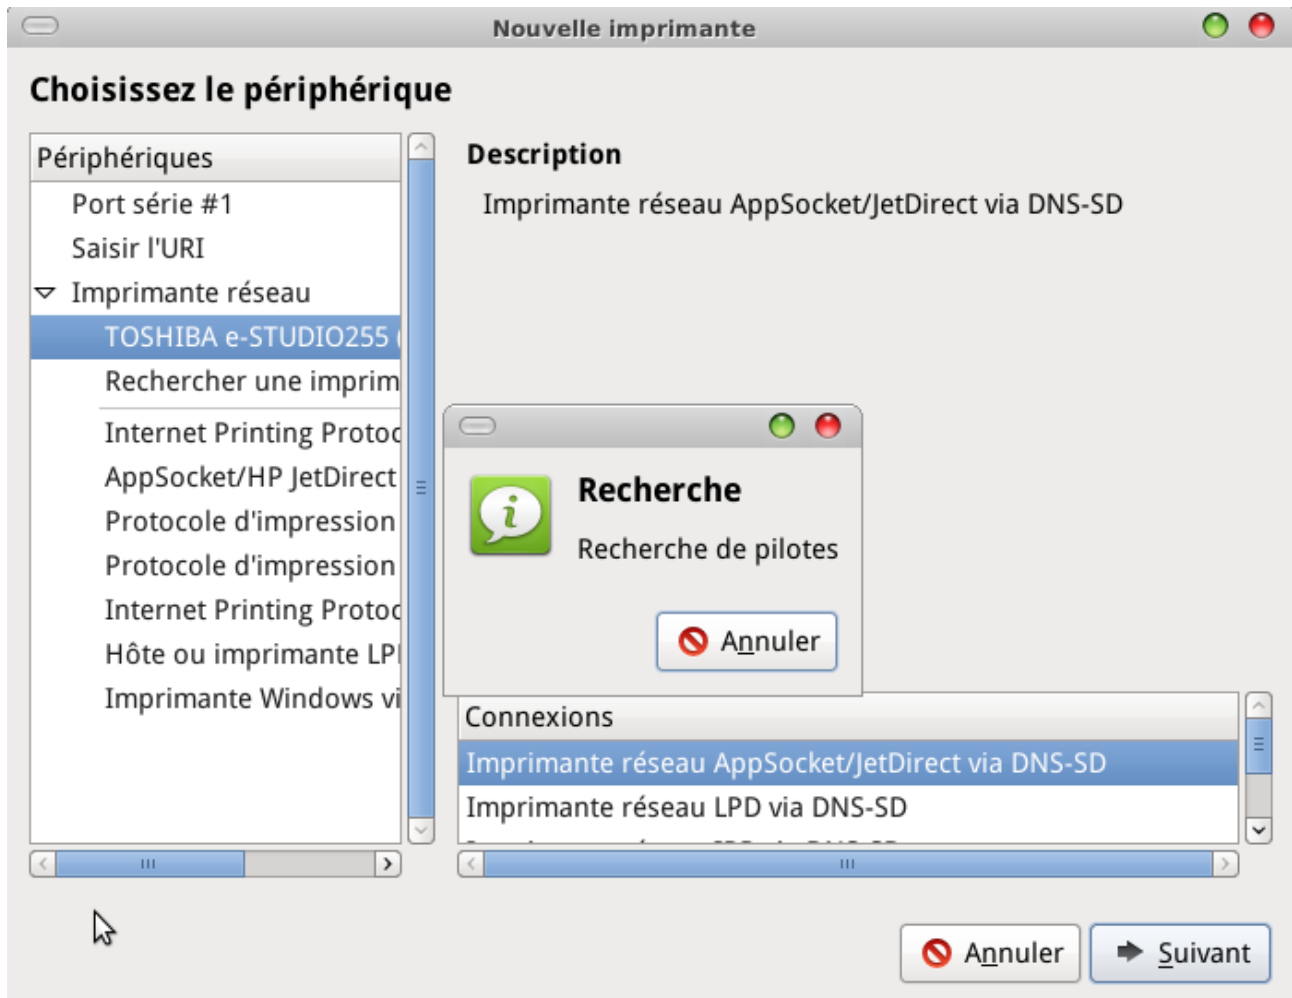 Nouvelle imprimante
Choisissez le périphérique
Périphériques
Port série #1
Saisir l'URI
Imprimante réseau
TOSHIBA e-STUDIO255 (
Rechercher une imprim
Internet Printing Protoc
AppSocket/HP JetDirect
Protocole d'impression
Protocole d'impression
Internet Printing Protoc
Hôte ou imprimante LP
Imprimante Windows vi
Description
Imprimante réseau AppSocket/JetDirect via DNS-SD
Recherche
Recherche de pilotes
Annuler
Connexions
Imprimante réseau AppSocket/JetDirect via DNS-SD
Imprimante réseau LPD via DNS-SD
Annuler
Suivant